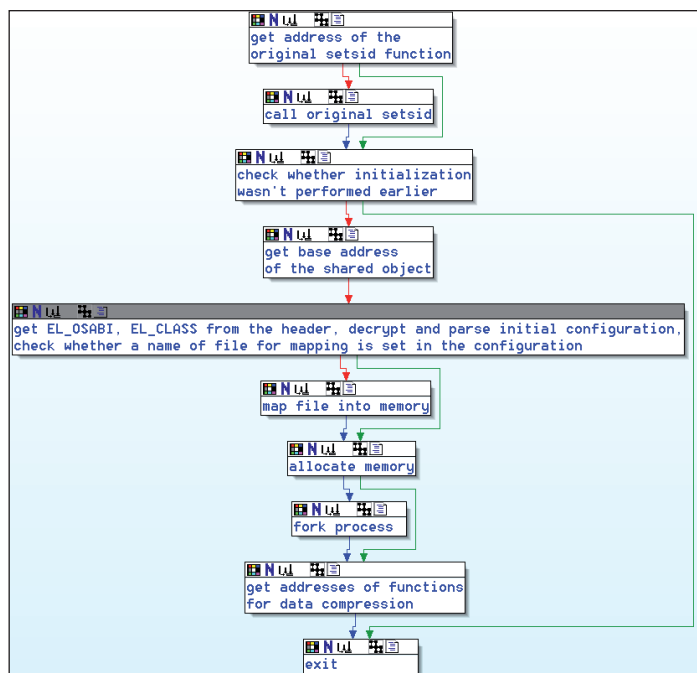 get address of the
original setsid function
call original setsid
check whether initialization
wasn't performed earlier
get base address
of the shared object
get EL_OSABI, EL_CLASS from the header, decrypt and parse initial configuration,
check whether a name of file for mapping is set in the configuration
map file into memory
allocate memory
fork process
get addresses of functions
for data compression
exit